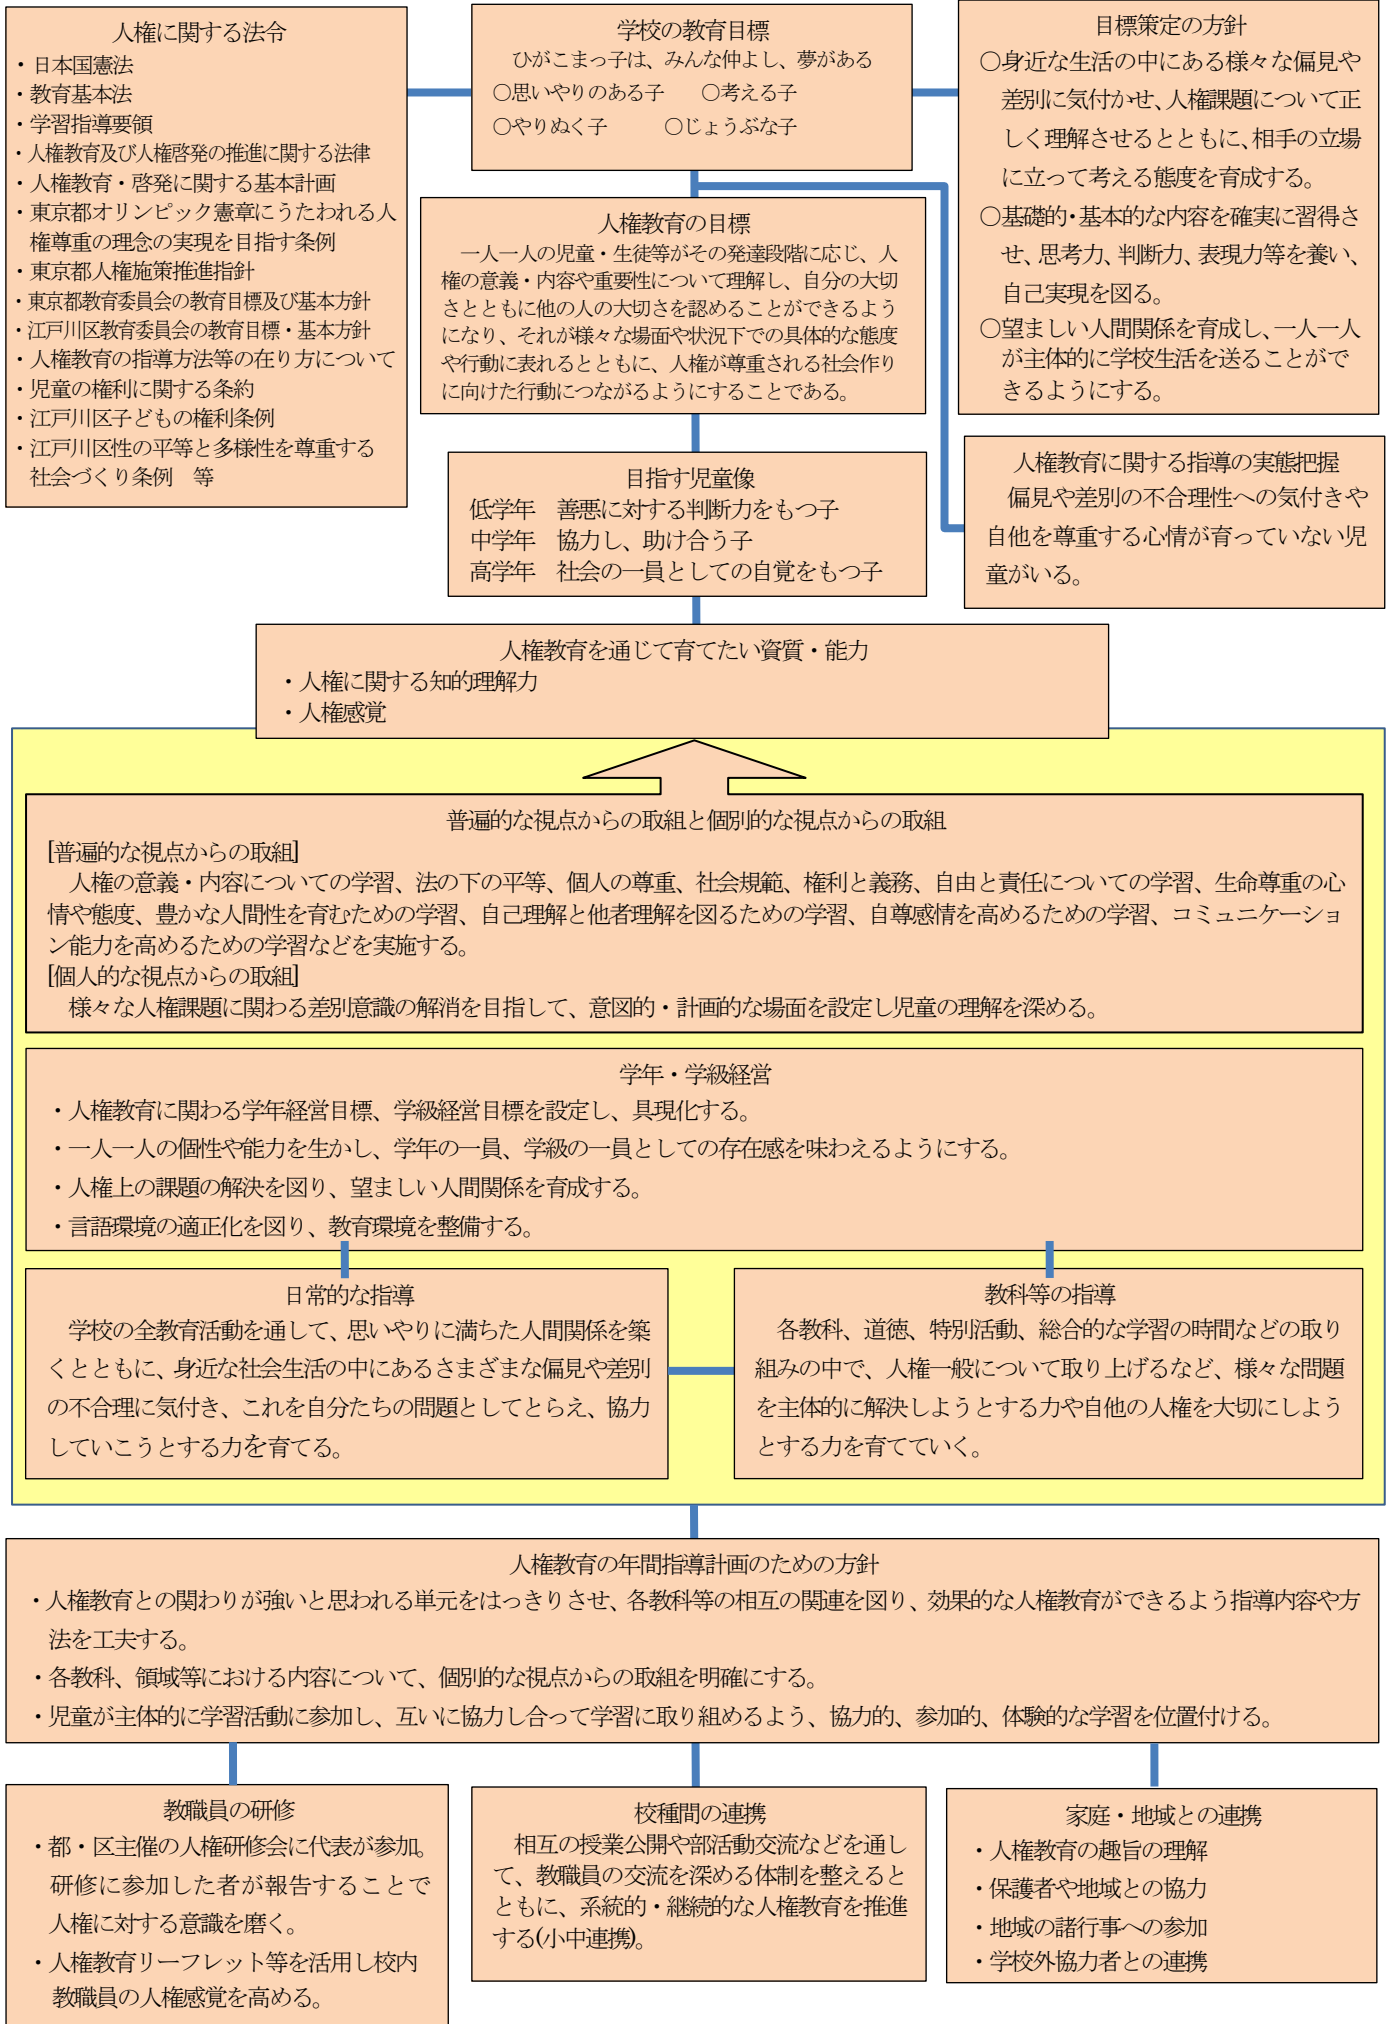 人権に関する法令
・日本国憲法
・教育基本法
・学習指導要領
・人権教育及び人権啓発の推進に関する法律
・人権教育・啓発に関する基本計画
・東京都オリンピック憲章にうたわれる人
権尊重の理念の実現を目指す条例
・東京都人権施策推進指針
・東京都教育委員会の教育目標及び基本方針
・江戸川区教育委員会の教育目標・基本方針
・人権教育の指導方法等の在り方について
・児童の権利に関する条約
・江戸川区子どもの権利条例
・江戸川区性の平等と多様性を尊重する
社会づくり条例　等
学校の教育目標
ひがこまっ子は、みんな仲よし、夢がある
○思いやりのある子　○考える子
○やりぬく子　○じょうぶな子
目標策定の方針
○身近な生活の中にある様々な偏見や
差別に気付かせ、人権課題について正
しく理解させるとともに、相手の立場
に立って考える態度を育成する。
○基礎的・基本的な内容を確実に習得さ
せ、思考力、判断力、表現力等を養い、
自己実現を図る。
○望ましい人間関係を育成し、一人一人
が主体的に学校生活を送ることがで
きるようにする。
人権教育の目標
一人一人の児童・生徒等がその発達段階に応じ、人
権の意義・内容や重要性について理解し、自分の大切
さとともに他の人の大切さを認めることができるよう
になり、それが様々な場面や状況下での具体的な態度
や行動に表れるとともに、人権が尊重される社会作り
に向けた行動につながるようにすることである。
人権教育に関する指導の実態把握
偏見や差別の不合理性への気付きや
自他を尊重する心情が育っていない児
童がいる。
目指す児童像
低学年　善悪に対する判断力をもつ子
中学年　協力し、助け合う子
高学年　社会の一員としての自覚をもつ子
人権教育を通じて育てたい資質・能力
・人権に関する知的理解力
・人権感覚
普遍的な視点からの取組と個別的な視点からの取組
[普遍的な視点からの取組]
人権の意義・内容についての学習、法の下の平等、個人の尊重、社会規範、権利と義務、自由と責任についての学習、生命尊重の心
情や態度、豊かな人間性を育むための学習、自己理解と他者理解を図るための学習、自尊感情を高めるための学習、コミュニケーショ
ン能力を高めるための学習などを実施する。
[個人的な視点からの取組]
様々な人権課題に関わる差別意識の解消を目指して、意図的・計画的な場面を設定し児童の理解を深める。
学年・学級経営
・人権教育に関わる学年経営目標、学級経営目標を設定し、具現化する。
・一人一人の個性や能力を生かし、学年の一員、学級の一員としての存在感を味わえるようにする。
・人権上の課題の解決を図り、望ましい人間関係を育成する。
・言語環境の適正化を図り、教育環境を整備する。
日常的な指導
学校の全教育活動を通して、思いやりに満ちた人間関係を築
くとともに、身近な社会生活の中にあるさまざまな偏見や差別
の不合理に気付き、これを自分たちの問題としてとらえ、協力
していこうとする力を育てる。
教科等の指導
各教科、道徳、特別活動、総合的な学習の時間などの取り
組みの中で、人権一般について取り上げるなど、様々な問題
を主体的に解決しようとする力や自他の人権を大切にしよう
とする力を育てていく。
人権教育の年間指導計画のための方針
・人権教育との関わりが強いと思われる単元をはっきりさせ、各教科等の相互の関連を図り、効果的な人権教育ができるよう指導内容や方
法を工夫する。
・各教科、領域等における内容について、個別的な視点からの取組を明確にする。
・児童が主体的に学習活動に参加し、互いに協力し合って学習に取り組めるよう、協力的、参加的、体験的な学習を位置付ける。
教職員の研修
・都・区主催の人権研修会に代表が参加。
研修に参加した者が報告することで
人権に対する意識を磨く。
・人権教育リーフレット等を活用し校内
教職員の人権感覚を高める。
校種間の連携
相互の授業公開や部活動交流などを通し
て、教職員の交流を深める体制を整えると
ともに、系統的・継続的な人権教育を推進
する(小中連携)。
家庭・地域との連携
・人権教育の趣旨の理解
・保護者や地域との協力
・地域の諸行事への参加
・学校外協力者との連携